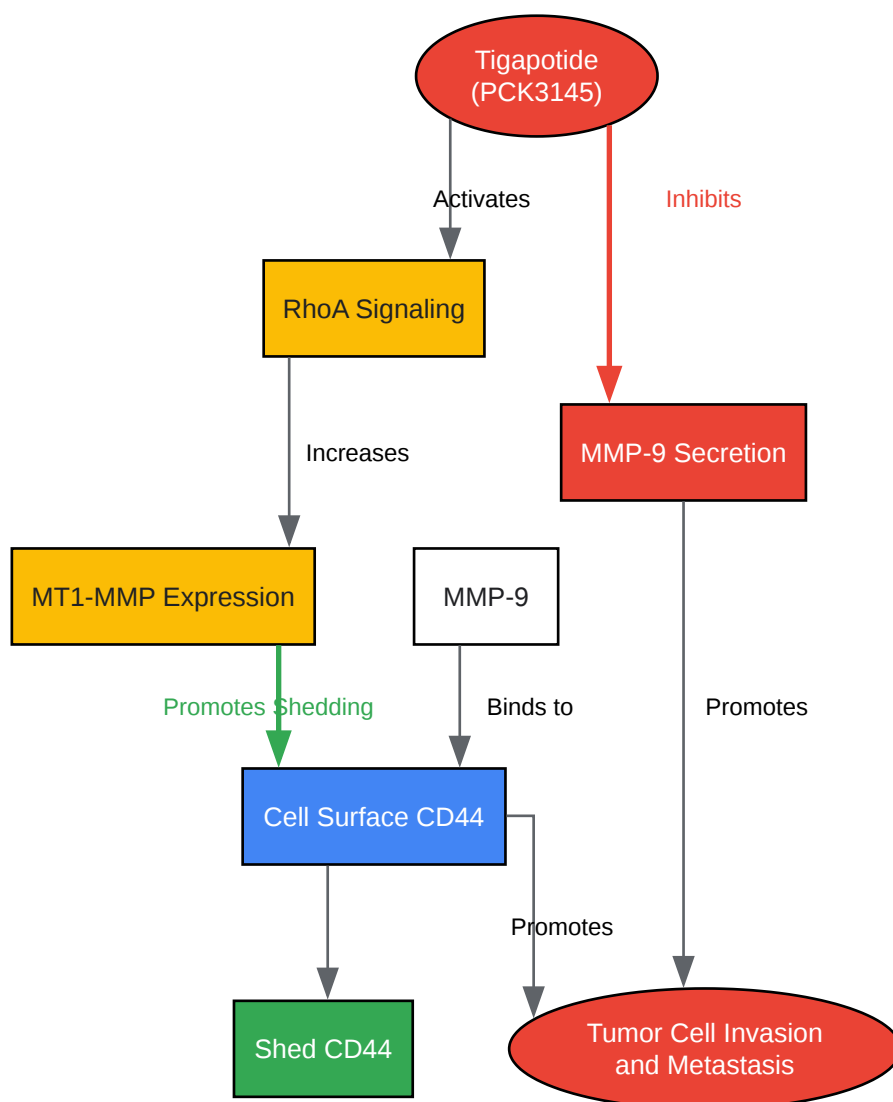 Tigapotide
(PCK3145)
Activates
Inhibits
RhoA Signaling
Increases
MMP-9 Secretion
MT1-MMP Expression
MMP-9
Promotes Shedding
Binds to
Promotes
Cell Surface CD44
Promotes
Shed CD44
Tumor Cell Invasion
and Metastasis